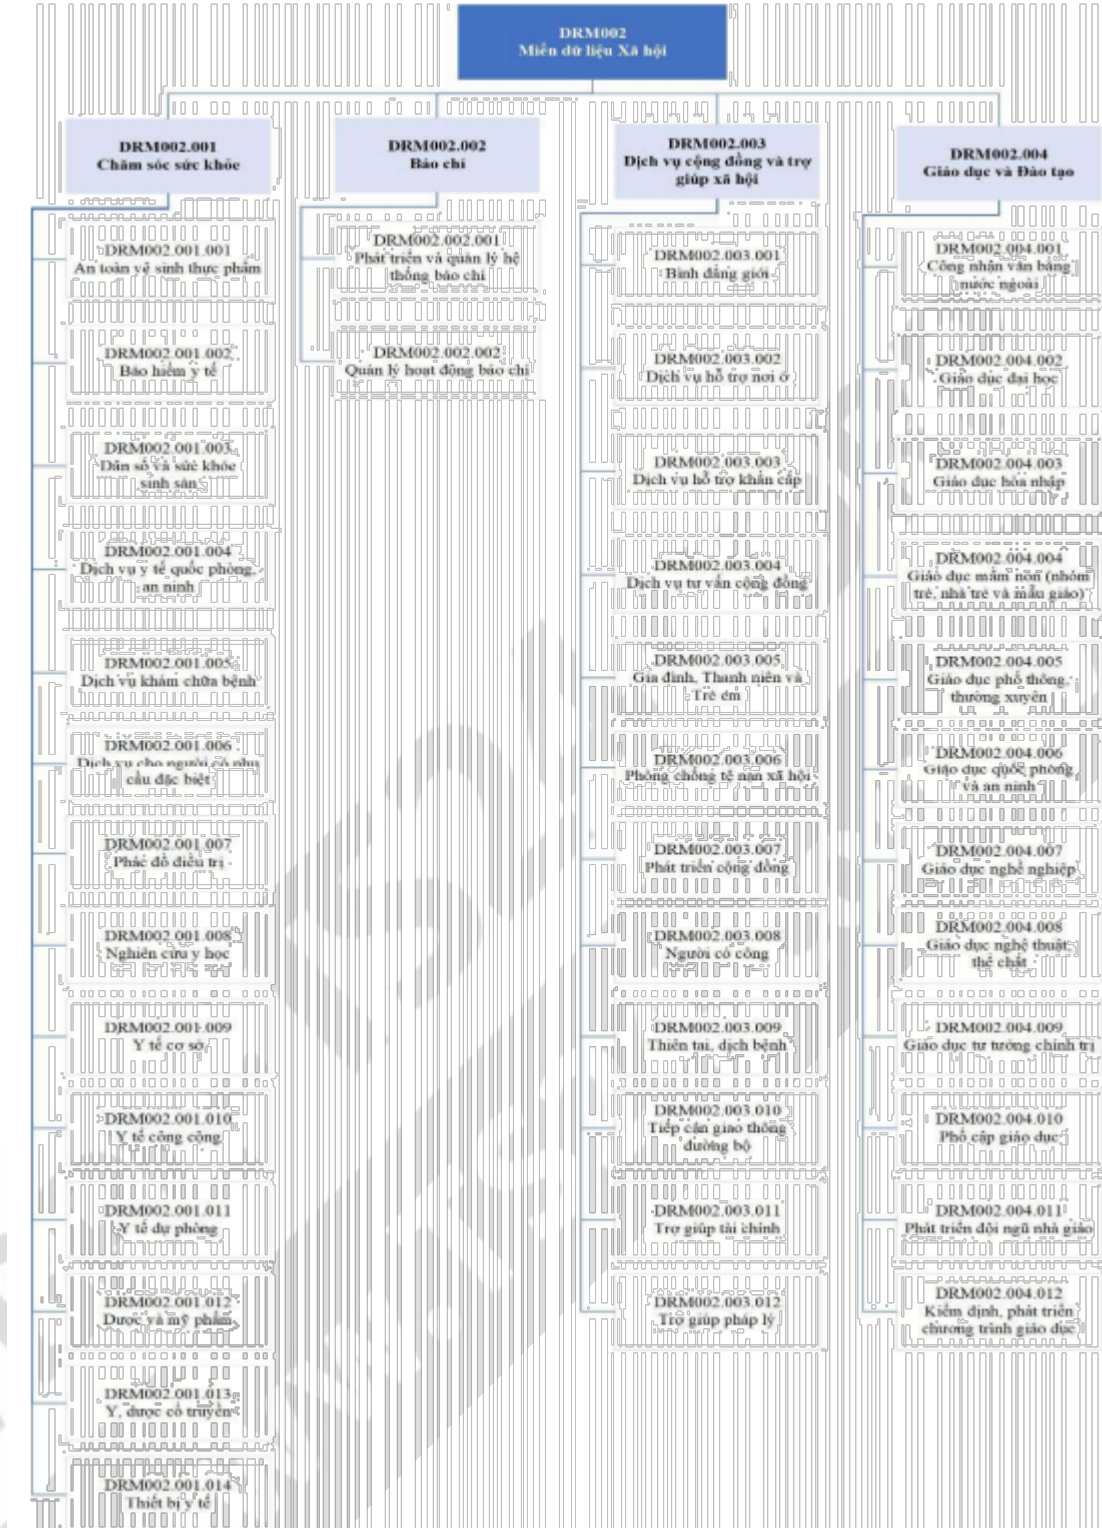 DRM002
Miền dữ liệu Xã hội
DRM002.001
Chăm sóc sức khỏe
DRM002.001.001
An toàn vệ sinh thực phẩm
DRM002.001.002
Bảo hiểm y tế
DRM002.001.003
Dân số và sức khỏe
sinh sản
DRM002.001.004
Dịch vụ y tế quốc phòng,
an ninh
DRM002.001.005
Dịch vụ khám chữa bệnh
DRM002.001.006
Dịch vụ cho người có nhu
cầu đặc biệt
DRM002.001.007
Phác đồ điều trị
DRM002.001.008
Nghiên cứu y học
DRM002.001.009
Y tế cơ sở
DRM002.001.010
Y tế công cộng
DRM002.001.011
Y tế dự phòng
DRM002.001.012
Dược và mỹ phẩm
DRM002.001.013
Y, dược cổ truyền
DRM002.001.014
Thiết bị y tế
DRM002.002
Báo chí
DRM002.002.001
Phát triển và quản lý hệ
thống báo chí
DRM002.002.002
Quản lý hoạt động báo chí
DRM002.003
Dịch vụ cộng đồng và trợ
giúp xã hội
DRM002.003.001
Bình đẳng giới
DRM002.003.002
Dịch vụ hỗ trợ nơi ở
DRM002.003.003
Dịch vụ hỗ trợ khẩn cấp
DRM002.003.004
Dịch vụ tư vấn cộng đồng
DRM002.003.005
Gia đình, Thanh niên và
Trẻ em
DRM002.003.006
Phòng chống tệ nạn xã hội
DRM002.003.007
Phát triển cộng đồng
DRM002.003.008
Người có công
DRM002.003.009
Thiên tai, dịch bệnh
DRM002.003.010
Tiếp cận giao thông
đường bộ
DRM002.003.011
Trợ giúp tài chính
DRM002.003.012
Trợ giúp pháp lý
DRM002.004
Giáo dục và Đào tạo
DRM002.004.001
Công nhận văn bằng
nước ngoài
DRM002.004.002
Giáo dục đại học
DRM002.004.003
Giáo dục hòa nhập
DRM002.004.004
Giáo dục mầm non (nhóm
trẻ, nhà trẻ và mẫu giáo)
DRM002.004.005
Giáo dục phổ thông,
thường xuyên
DRM002.004.006
Giáo dục quốc phòng
và an ninh
DRM002.004.007
Giáo dục nghề nghiệp
DRM002.004.008
Giáo dục nghệ thuật,
thể chất
DRM002.004.009
Giáo dục tư tưởng chính trị
DRM002.004.010
Phổ cập giáo dục
DRM002.004.011
Phát triển đội ngũ nhà giáo
DRM002.004.012
Kiểm định, phát triển
chương trình giáo dục